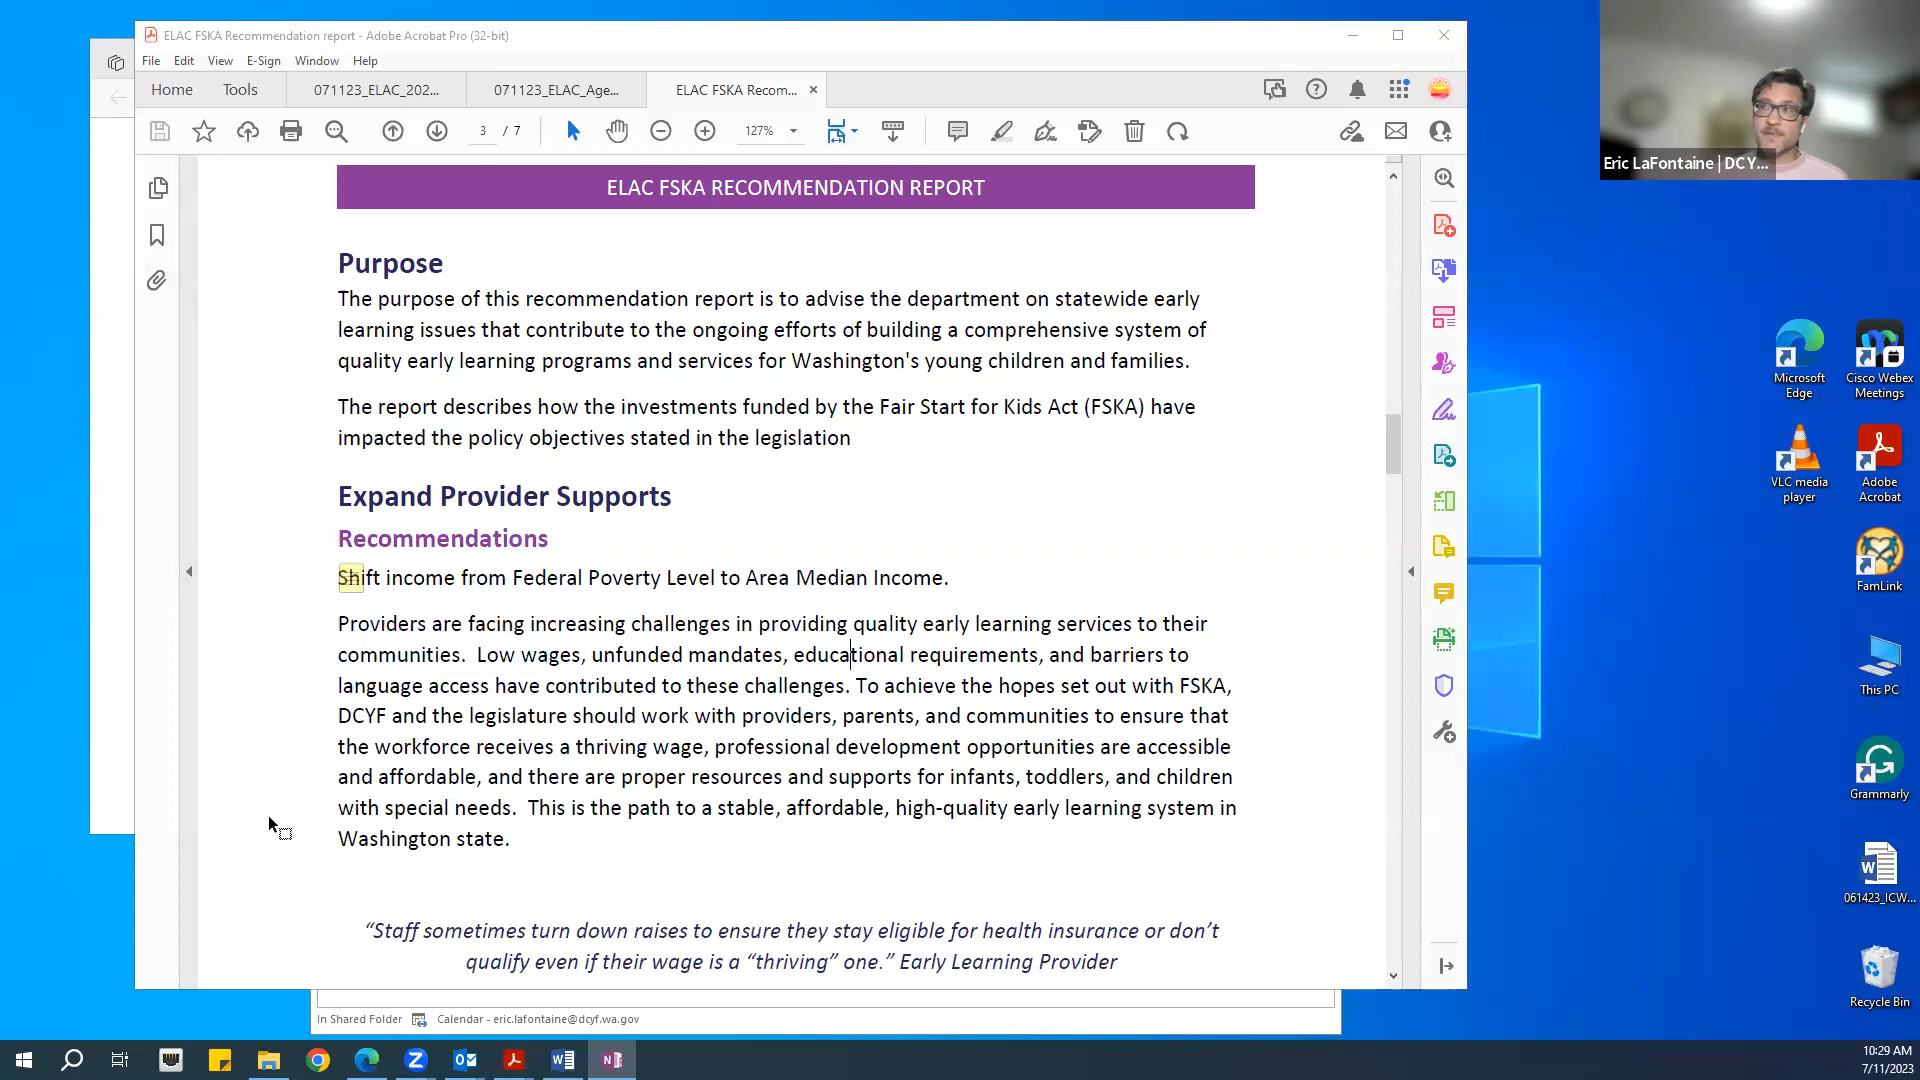 ELAC FSKA Recommendation report - Adobe Acrobat Pro (32-bit)
File Edit View E-Sign Window Help
Home Tools 071123_ELAC_202... 071123_ELAC_Age... ELAC FSKA Recom... ×
3 / 7 127%
ELAC FSKA RECOMMENDATION REPORT
Purpose
The purpose of this recommendation report is to advise the department on statewide early
learning issues that contribute to the ongoing efforts of building a comprehensive system of
quality early learning programs and services for Washington's young children and families.
The report describes how the investments funded by the Fair Start for Kids Act (FSKA) have
impacted the policy objectives stated in the legislation
Expand Provider Supports
Recommendations
Shift income from Federal Poverty Level to Area Median Income.
Providers are facing increasing challenges in providing quality early learning services to their
communities.  Low wages, unfunded mandates, educational requirements, and barriers to
language access have contributed to these challenges. To achieve the hopes set out with FSKA,
DCYF and the legislature should work with providers, parents, and communities to ensure that
the workforce receives a thriving wage, professional development opportunities are accessible
and affordable, and there are proper resources and supports for infants, toddlers, and children
with special needs.  This is the path to a stable, affordable, high-quality early learning system in
Washington state.
“Staff sometimes turn down raises to ensure they stay eligible for health insurance or don’t
qualify even if their wage is a “thriving” one.” Early Learning Provider
In Shared Folder Calendar - eric.lafontaine@dcyf.wa.gov
Eric LaFontaine | DCY...
Microsoft Edge
Cisco Webex Meetings
VLC media player
Adobe Acrobat
FamLink
This PC
Grammarly
061423_ICW...
Recycle Bin
10:29 AM
7/11/2023